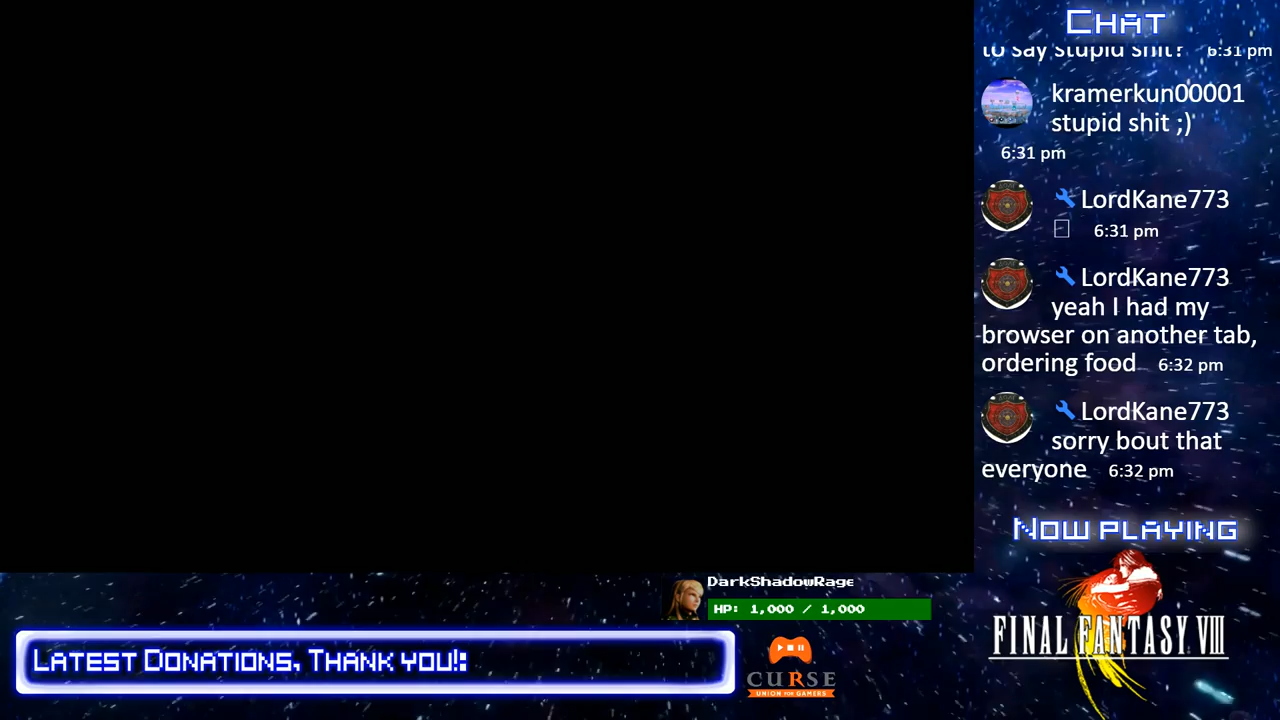 CHAT
to say stupid shit? 6:31 pm
kramerkun00001
stupid shit ;)
6:31 pm
LordKane773
6:31 pm
LordKane773
yeah I had my
browser on another tab,
ordering food 6:32 pm
LordKane773
sorry bout that
everyone 6:32 pm
NOW PLAYING
FINAL FANTASY VIII
DarkShadowRage
HP: 1,000 / 1,000
LATEST DONATIONS, THANK YOU!:
CURSE
UNION FOR GAMERS